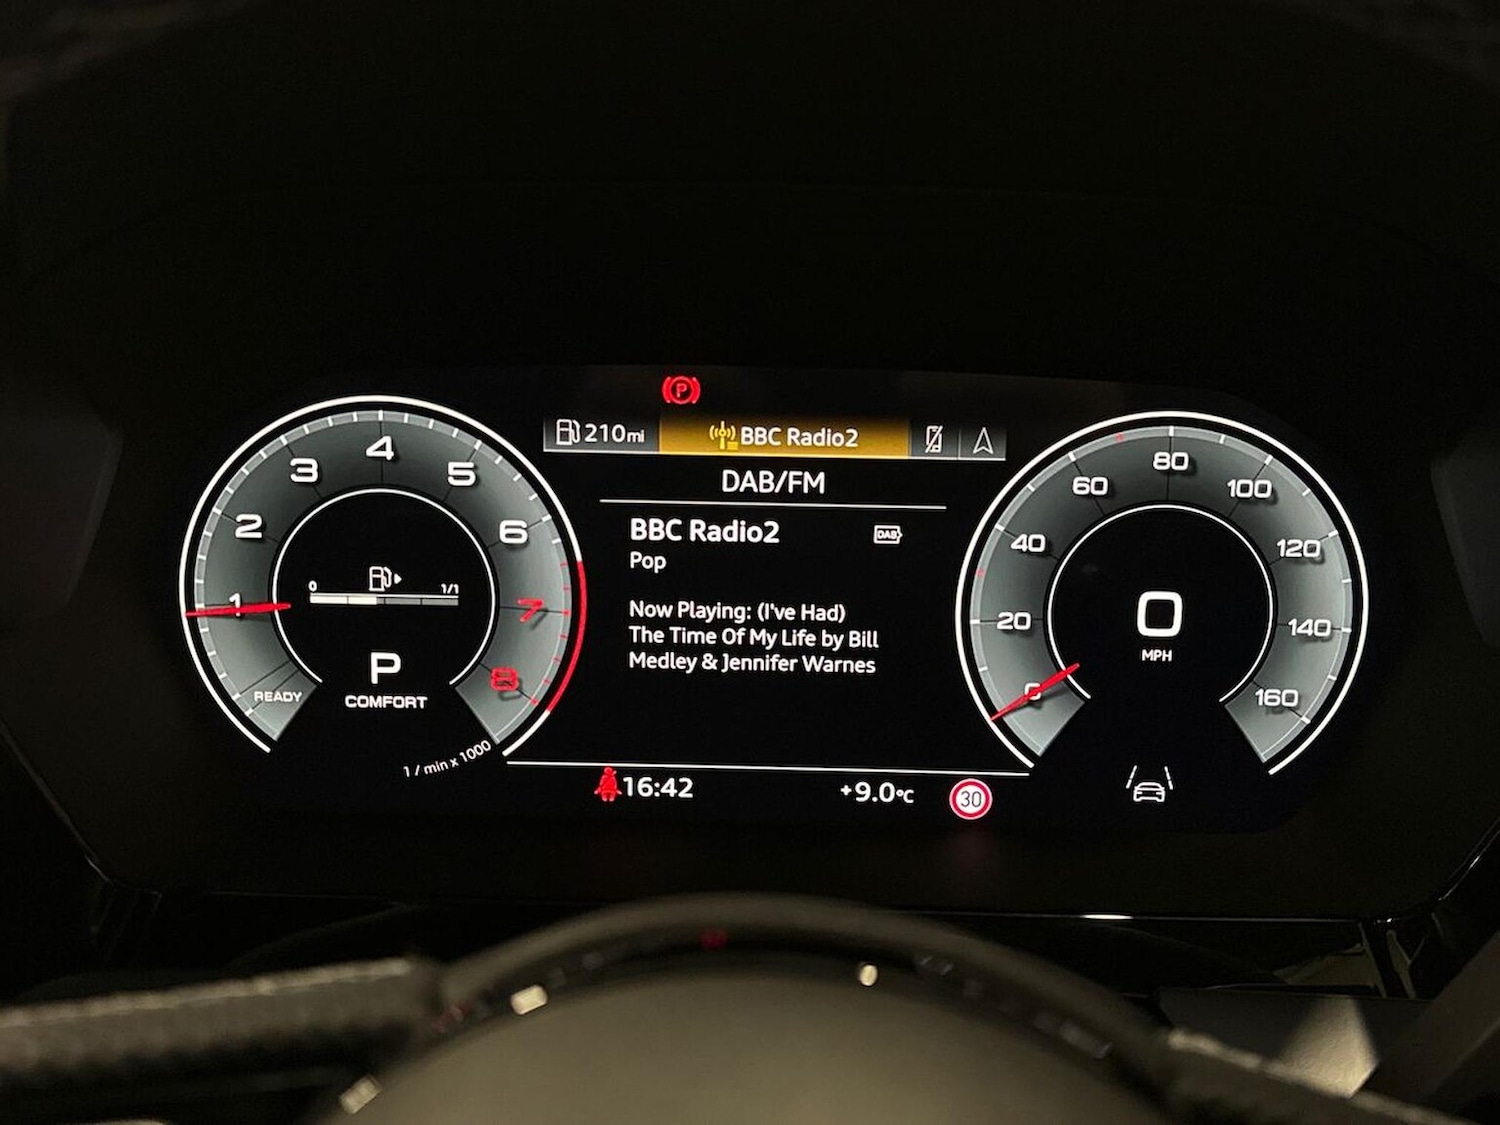 P
210mi
BBC Radio2
DAB/FM
BBC Radio2
DAB
Pop
Now Playing: (I've Had)
The Time Of My Life by Bill
Medley & Jennifer Warnes
16:42
+9.0°C
30
READY
1
2
3
4
5
6
7
8
0
1/1
P
COMFORT
1 / min x 1000
0
20
40
60
80
100
120
140
160
0
MPH